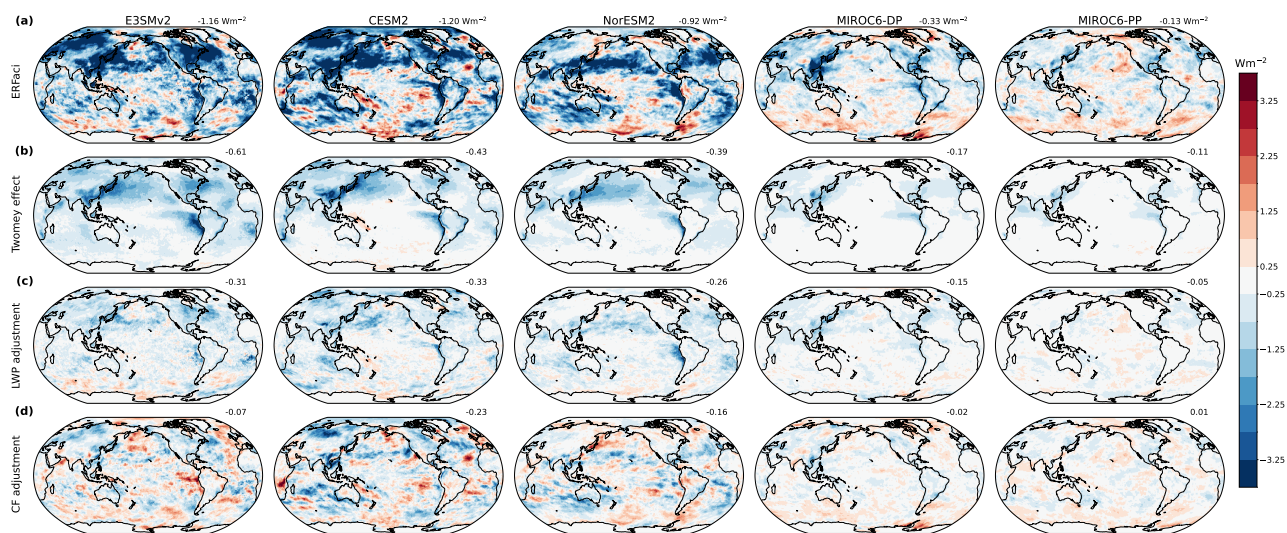 (a) E3SMv2 -1.16 Wm⁻² CESM2 -1.20 Wm⁻² NorESM2 -0.92 Wm⁻² MIROC6-DP -0.33 Wm⁻² MIROC6-PP -0.13 Wm⁻²
ERFaci
(b) -0.61 -0.43 -0.39 -0.17 -0.11
Twomey effect
(c) -0.31 -0.33 -0.26 -0.15 -0.05
LWP adjustment
(d) -0.07 -0.23 -0.16 -0.02 0.01
CF adjustment
Wm⁻²
3.25
2.25
1.25
0.25
−0.25
−1.25
−2.25
−3.25